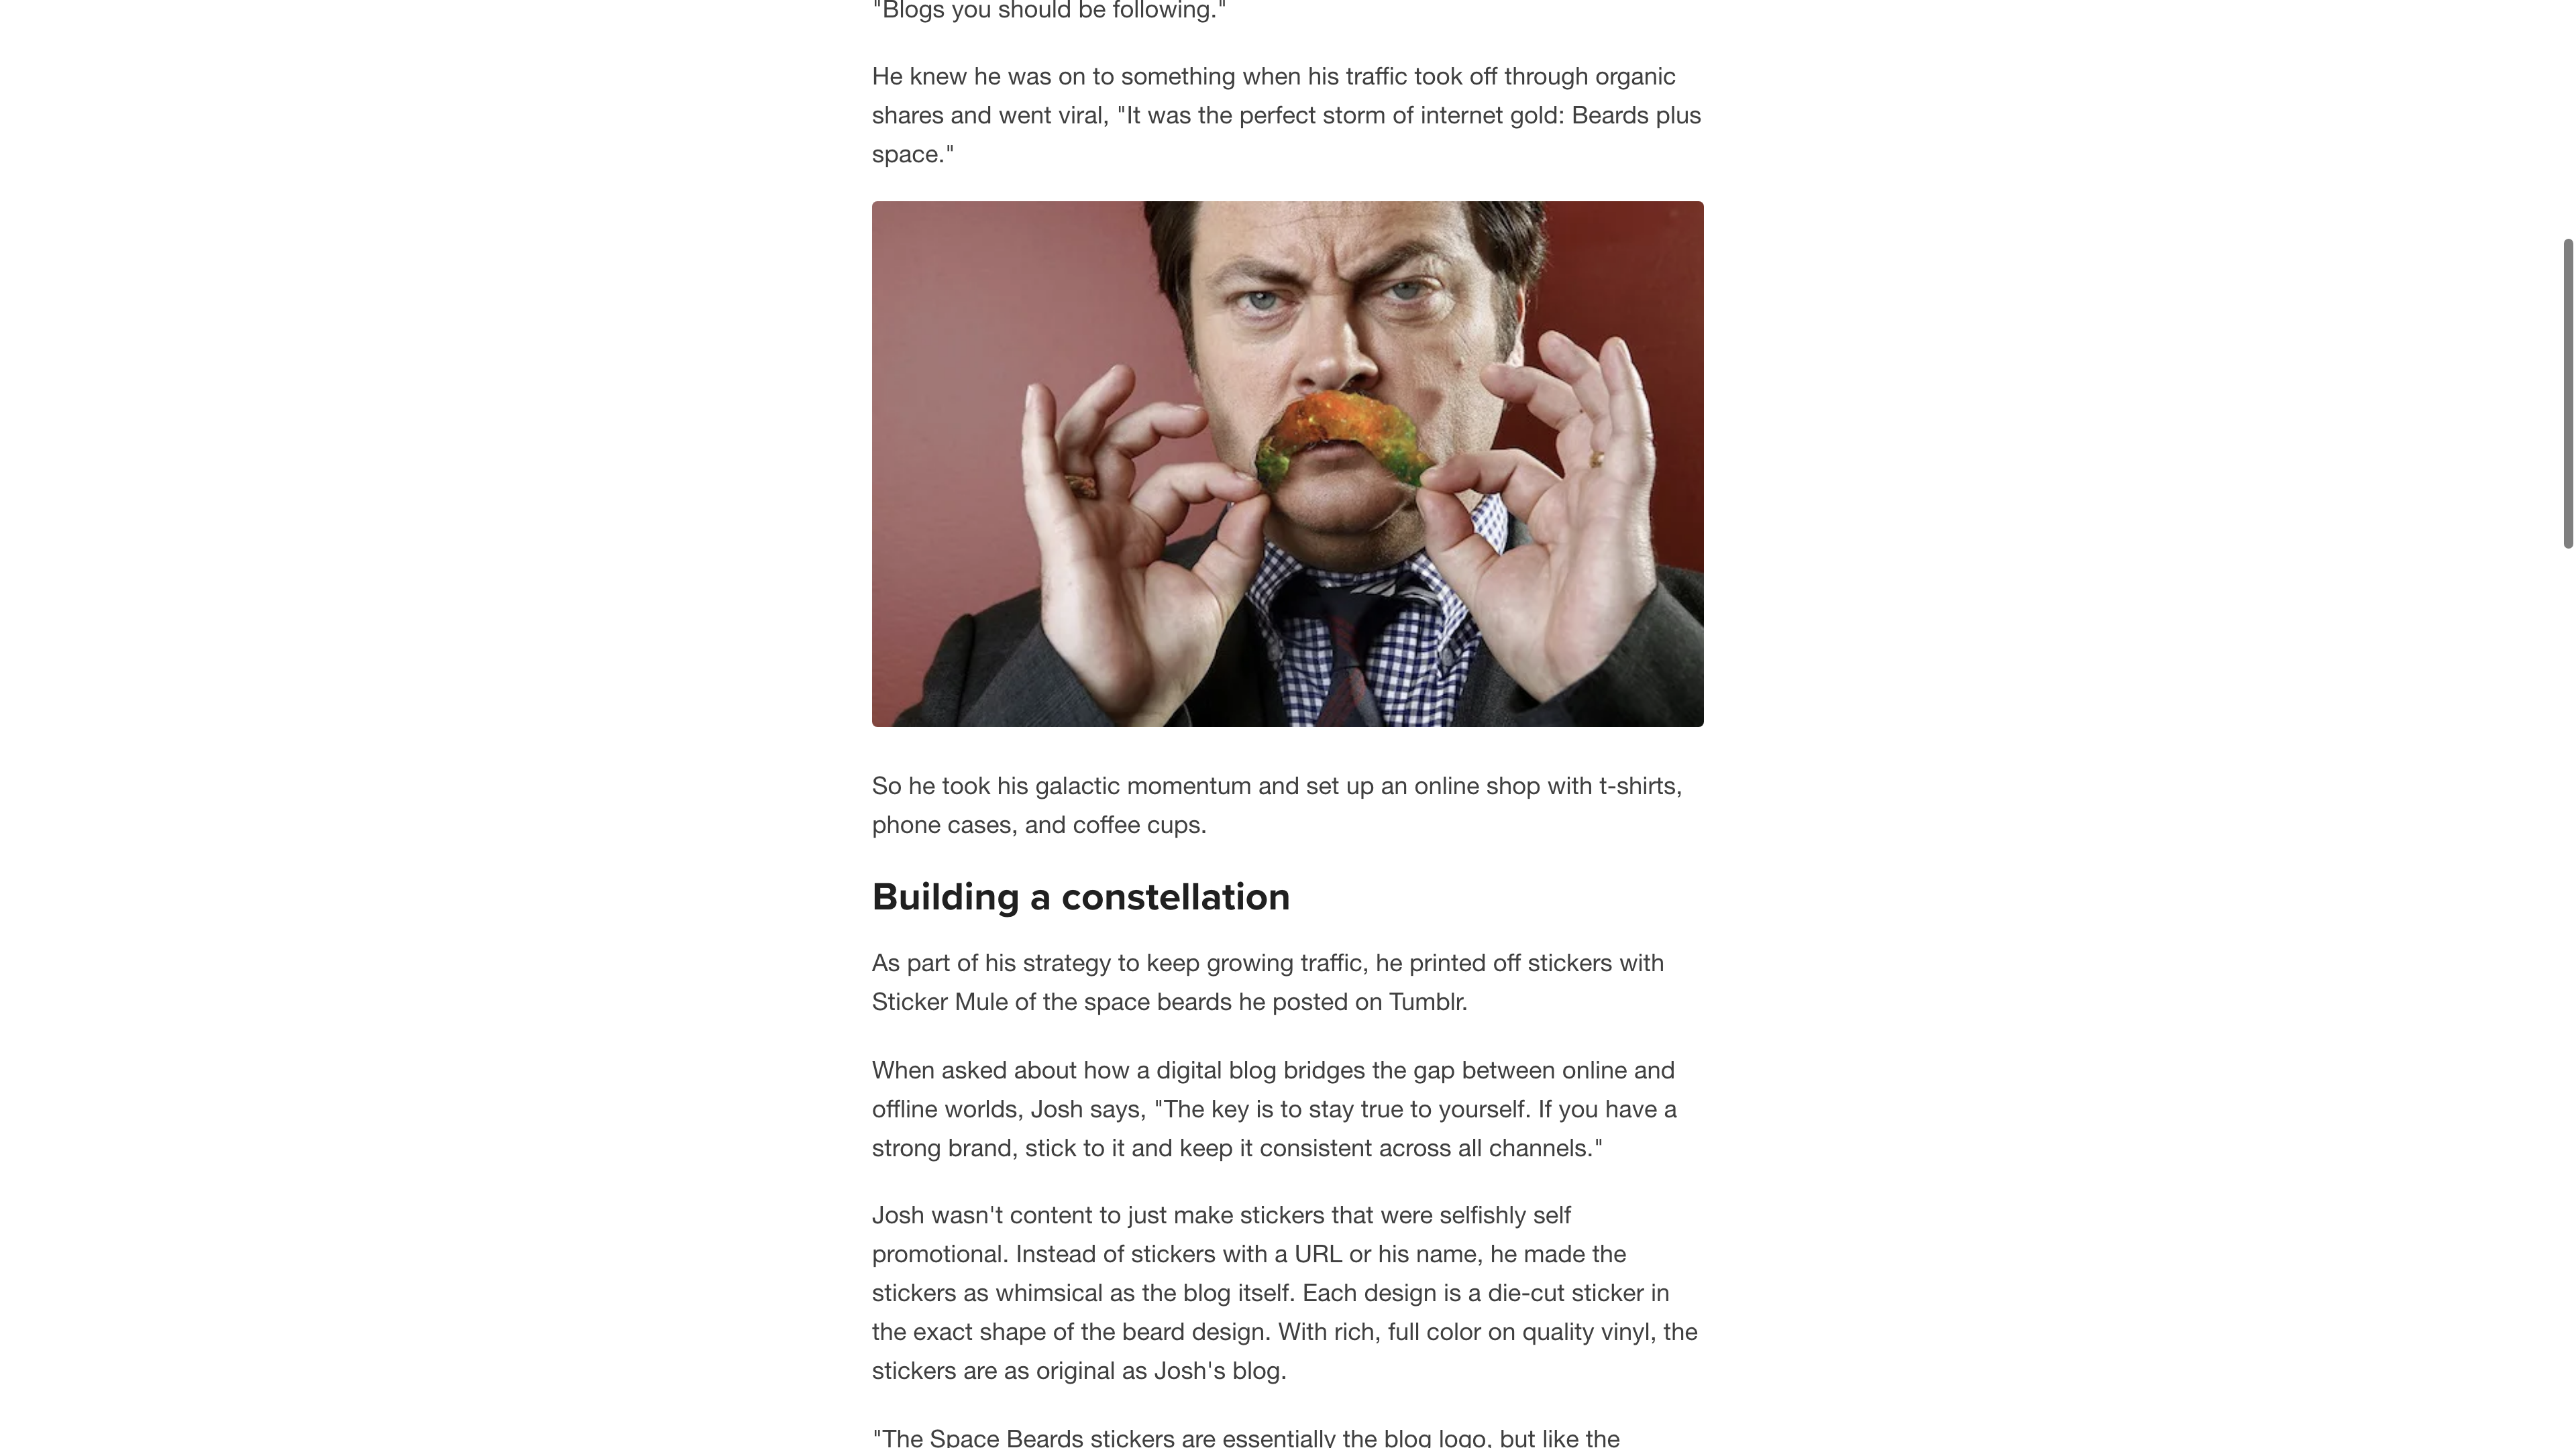 "Blogs you should be following."
He knew he was on to something when his traffic took off through organic
shares and went viral, "It was the perfect storm of internet gold: Beards plus
space."
So he took his galactic momentum and set up an online shop with t-shirts,
phone cases, and coffee cups.
Building a constellation
As part of his strategy to keep growing traffic, he printed off stickers with
Sticker Mule of the space beards he posted on Tumblr.
When asked about how a digital blog bridges the gap between online and
offline worlds, Josh says, "The key is to stay true to yourself. If you have a
strong brand, stick to it and keep it consistent across all channels."
Josh wasn't content to just make stickers that were selfishly self
promotional. Instead of stickers with a URL or his name, he made the
stickers as whimsical as the blog itself. Each design is a die-cut sticker in
the exact shape of the beard design. With rich, full color on quality vinyl, the
stickers are as original as Josh's blog.
"The Space Beards stickers are essentially the blog logo, but like the